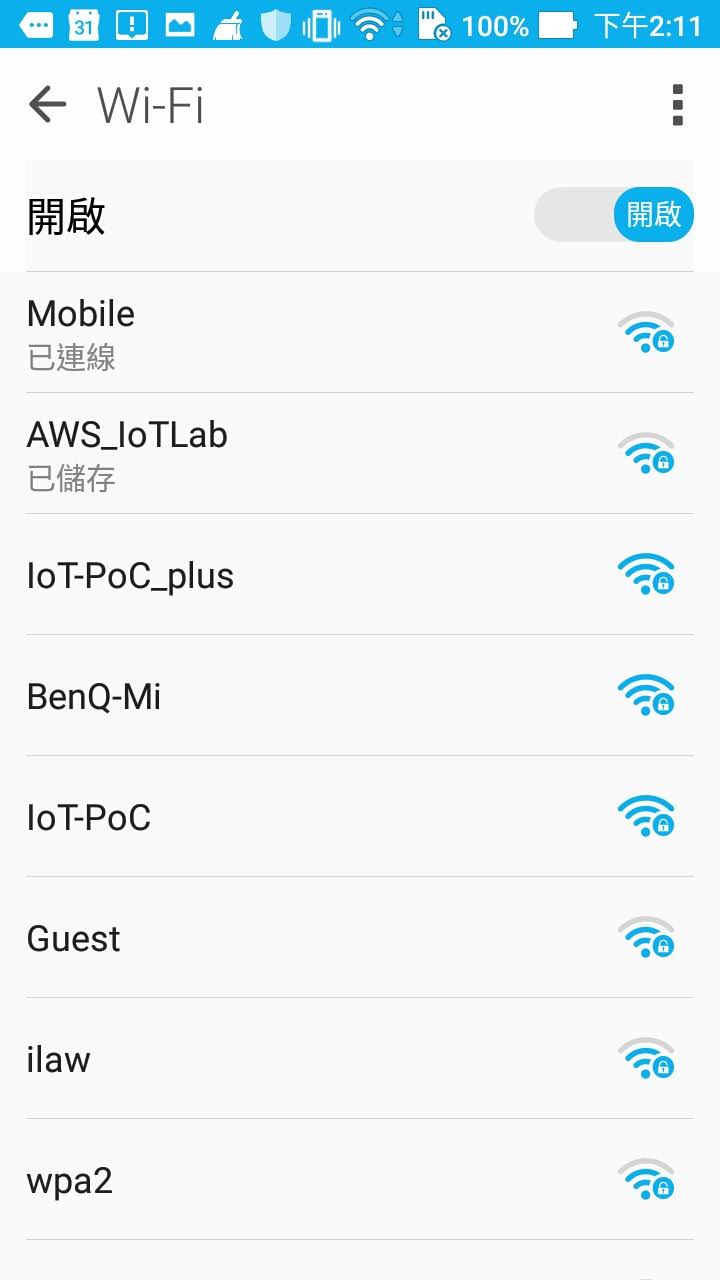 31 100% 下午2:11
Wi-Fi
開啟 開啟
Mobile
已連線
AWS_IoTLab
已儲存
IoT-PoC_plus
BenQ-Mi
IoT-PoC
Guest
ilaw
wpa2